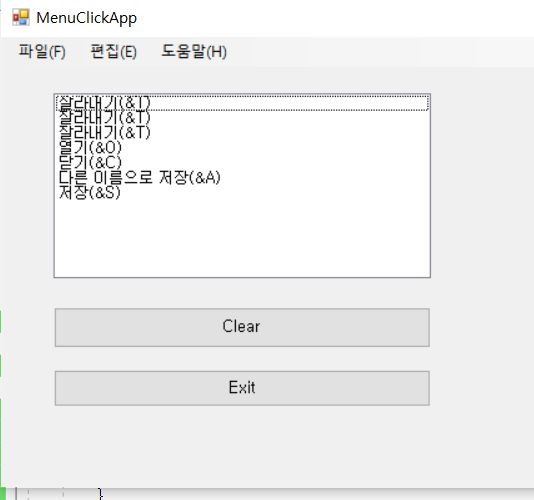 MenuClickApp
파일(F) 편집(E) 도움말(H)
잘라내기(&T)
잘라내기(&T)
잘라내기(&T)
열기(&O)
닫기(&C)
다른 이름으로 저장(&A)
저장(&S)
Clear
Exit
}